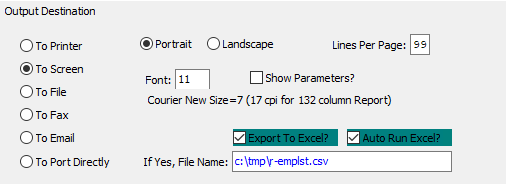 Output Destination
To Printer
Portrait
Landscape
Lines Per Page: 99
To Screen
To File
Font: 11
Show Parameters?
Courier New Size=7 (17 cpi for 132 column Report)
To Fax
To Email
Export To Excel?
Auto Run Excel?
To Port Directly
If Yes, File Name: c:\tmp\r-emplst.csv